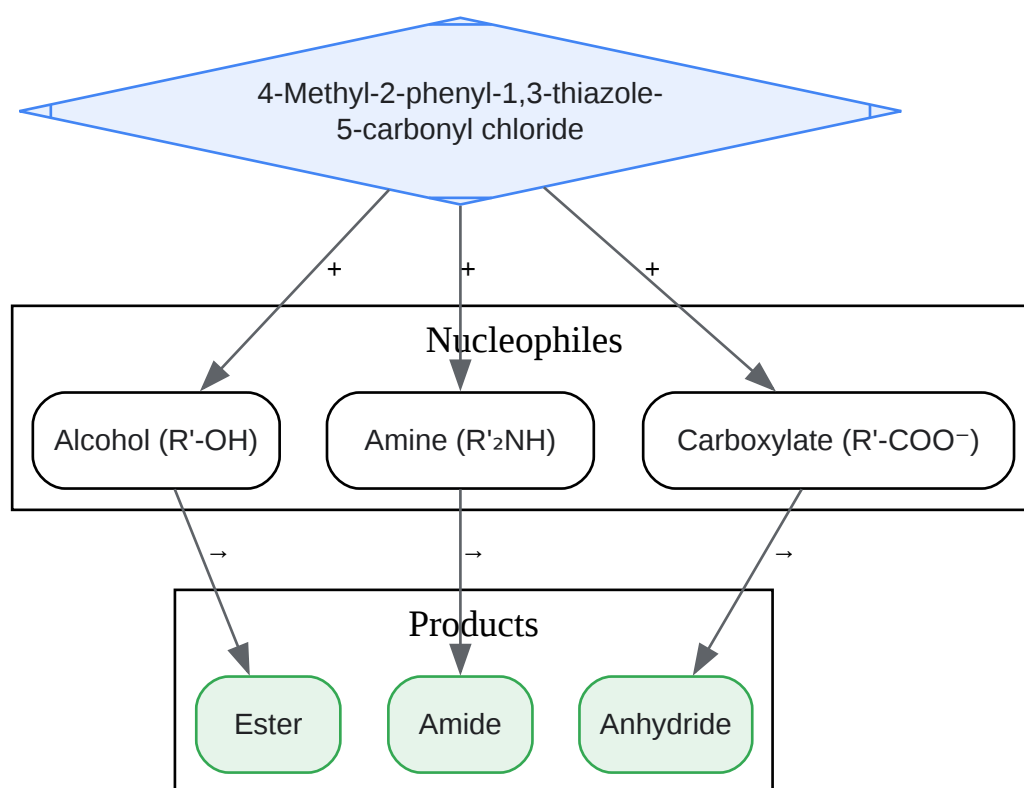 4-Methyl-2-phenyl-1,3-thiazole-
5-carbonyl chloride
+ + +
Nucleophiles
Alcohol (R'-OH) Amine (R'₂NH) Carboxylate (R'-COO⁻)
→ → →
Products
Ester Amide Anhydride